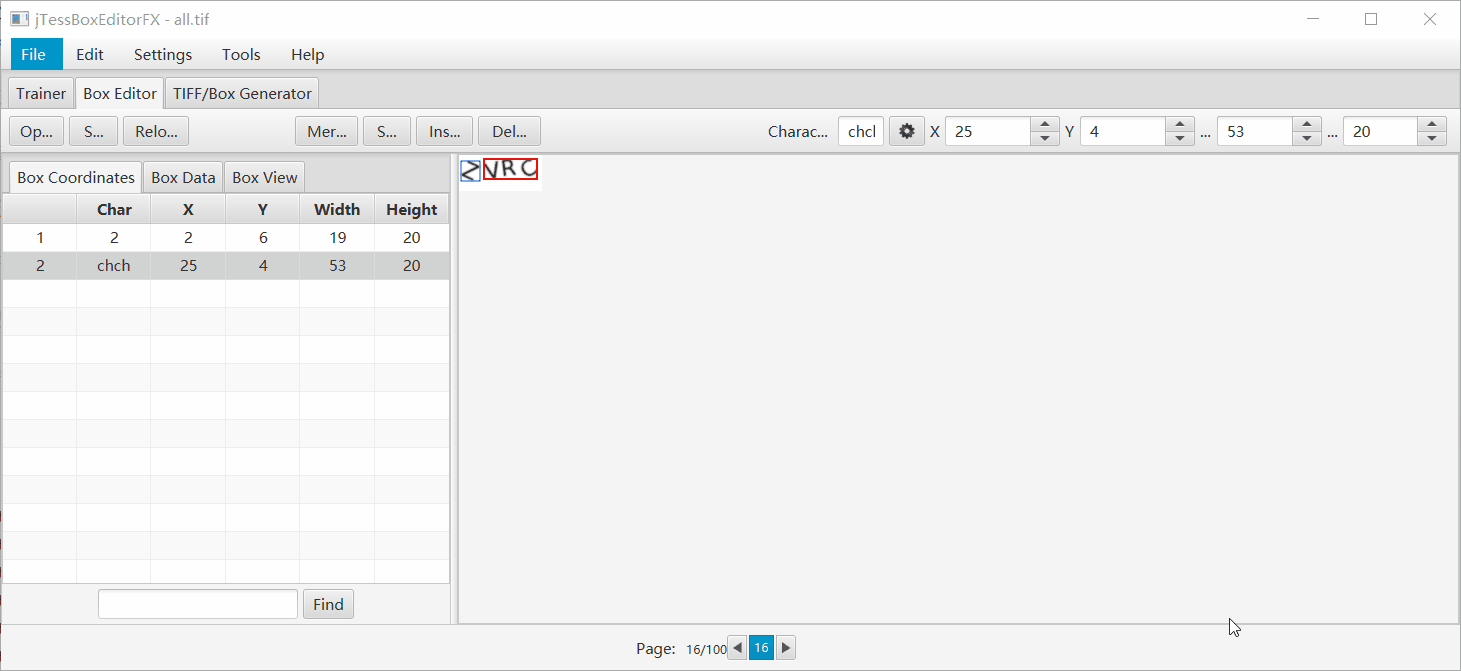 jTessBoxEditorFX - all.tif
File Edit Settings Tools Help
Trainer Box Editor TIFF/Box Generator
Op... S... Relo... Mer... S... Ins... Del... Charac... chcl X 25 Y 4 ... 53 ... 20
Box Coordinates Box Data Box View
Char X Y Width Height
1 2 2 6 19 20
2 chch 25 4 53 20
2 VRC
Find
Page: 16/100 16